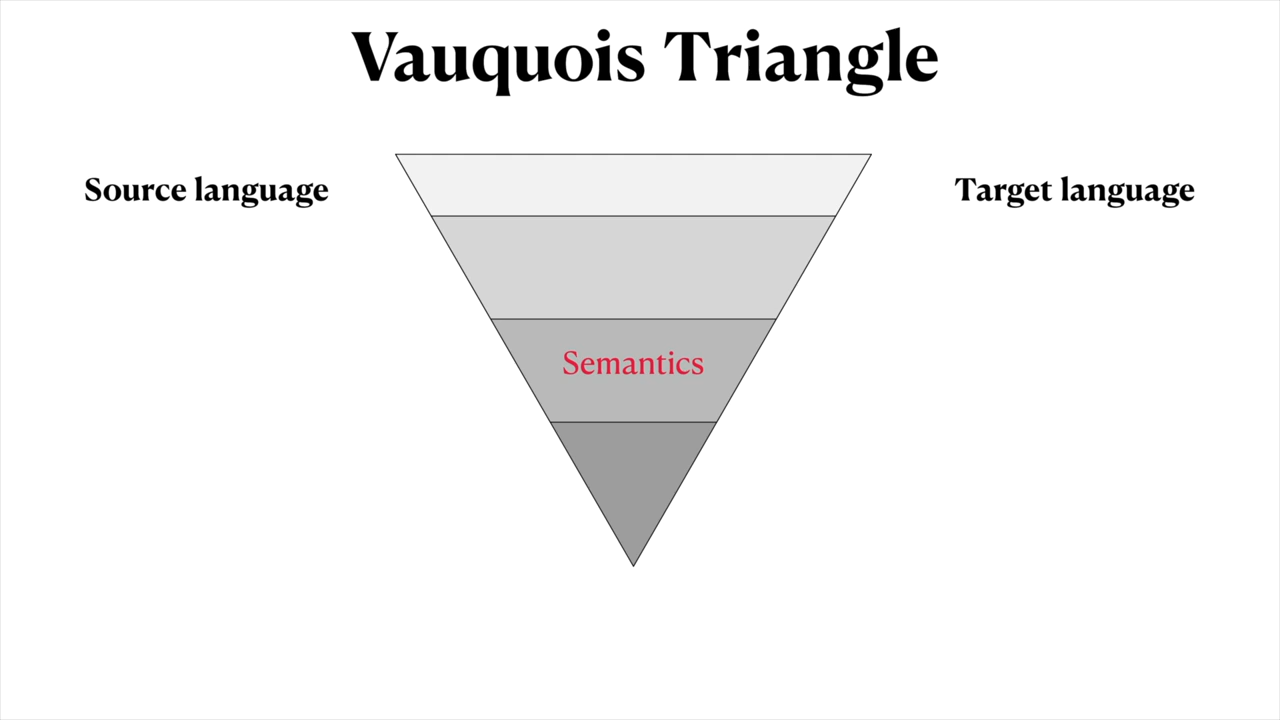 Vauquois Triangle
Source language
Target language
Semantics